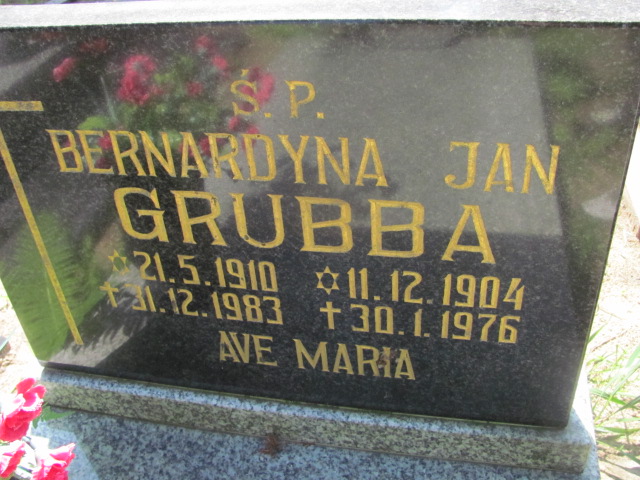 Ś. P.
BERNARDYNA JAN
GRUBBA
✡ 21.5.1910 ✡ 11.12.1904
✝ 31.12.1983 ✝ 30.1.1976
AVE MARIA